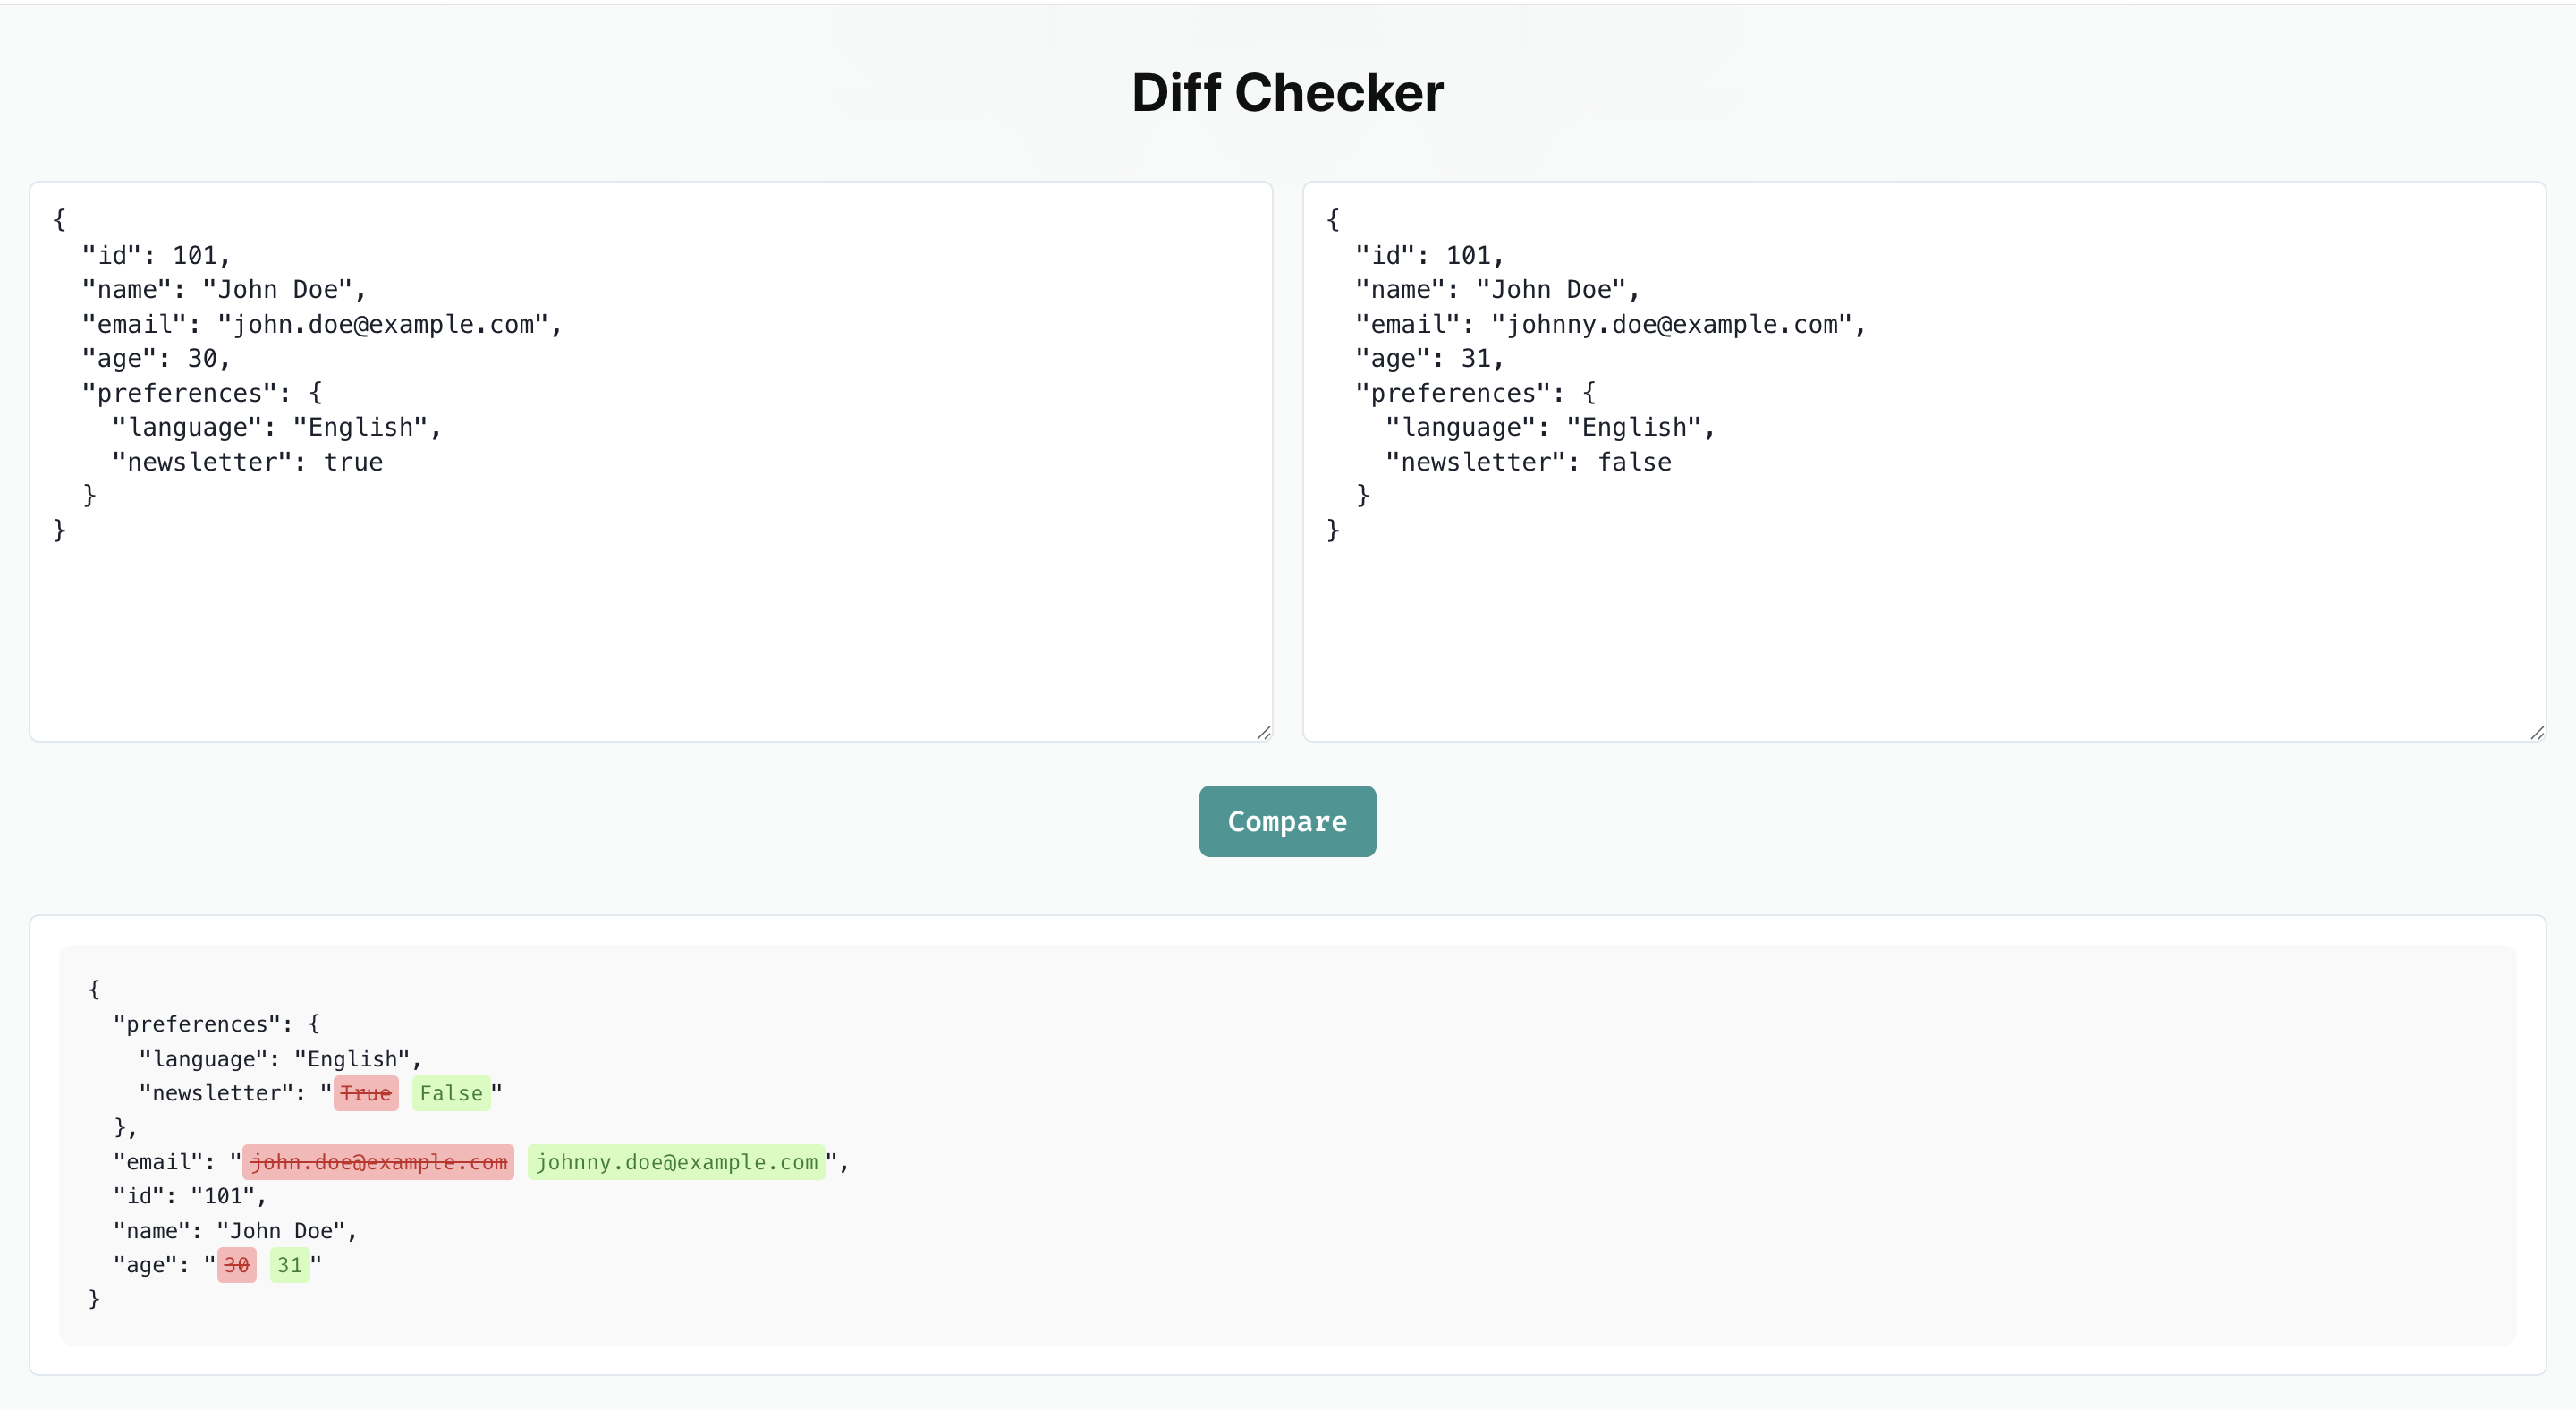 Diff Checker
{
  "id": 101,
  "name": "John Doe",
  "email": "john.doe@example.com",
  "age": 30,
  "preferences": {
    "language": "English",
    "newsletter": true
  }
}
{
  "id": 101,
  "name": "John Doe",
  "email": "johnny.doe@example.com",
  "age": 31,
  "preferences": {
    "language": "English",
    "newsletter": false
  }
}
Compare
{
  "preferences": {
    "language": "English",
    "newsletter": "True False"
  },
  "email": "john.doe@example.com johnny.doe@example.com",
  "id": "101",
  "name": "John Doe",
  "age": "30 31"
}